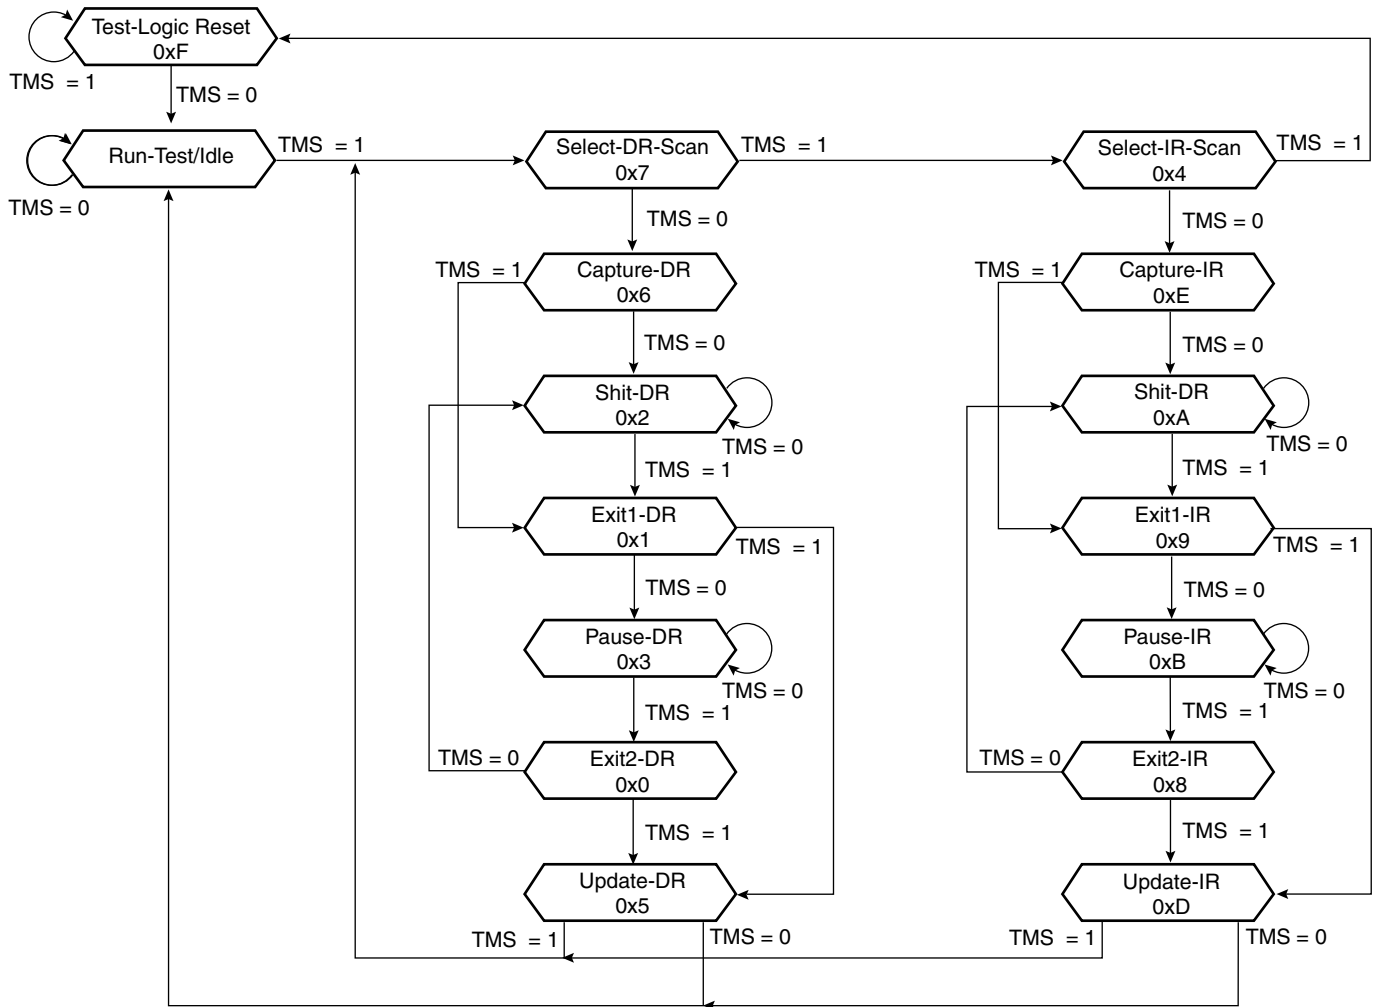 Test-Logic Reset
0xF
TMS = 1
TMS = 0
Run-Test/Idle
TMS = 0
TMS = 1
Select-DR-Scan
0x7
TMS = 1
Select-IR-Scan
0x4
TMS = 1
TMS = 0
TMS = 0
TMS = 1
Capture-DR
0x6
TMS = 1
Capture-IR
0xE
TMS = 0
TMS = 0
Shit-DR
0x2
TMS = 0
Shit-DR
0xA
TMS = 0
TMS = 1
TMS = 1
Exit1-DR
0x1
TMS = 1
Exit1-IR
0x9
TMS = 1
TMS = 0
TMS = 0
Pause-DR
0x3
TMS = 0
Pause-IR
0xB
TMS = 0
TMS = 1
TMS = 1
TMS = 0
Exit2-DR
0x0
TMS = 0
Exit2-IR
0x8
TMS = 1
TMS = 1
Update-DR
0x5
Update-IR
0xD
TMS = 1
TMS = 0
TMS = 1
TMS = 0